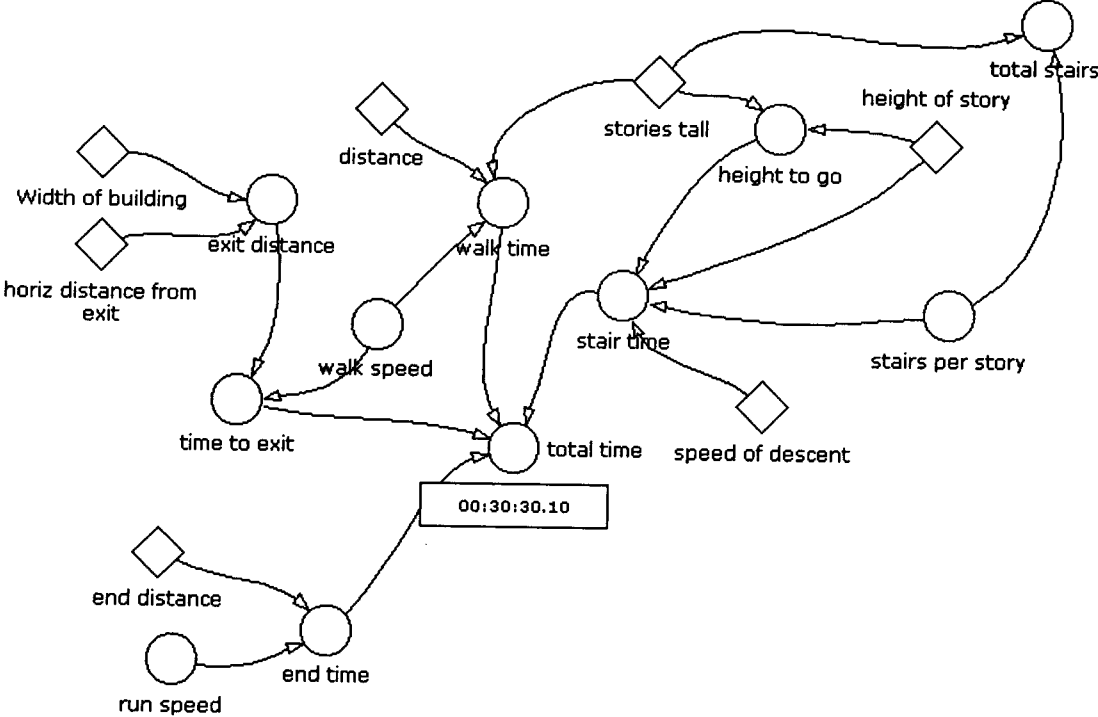 total stairs
height of story
stories tall
distance
height to go
Width of building
exit distance
walk time
horiz distance from
exit
stair time
walk speed
stairs per story
time to exit
total time
speed of descent
00:30:30.10
end distance
end time
run speed